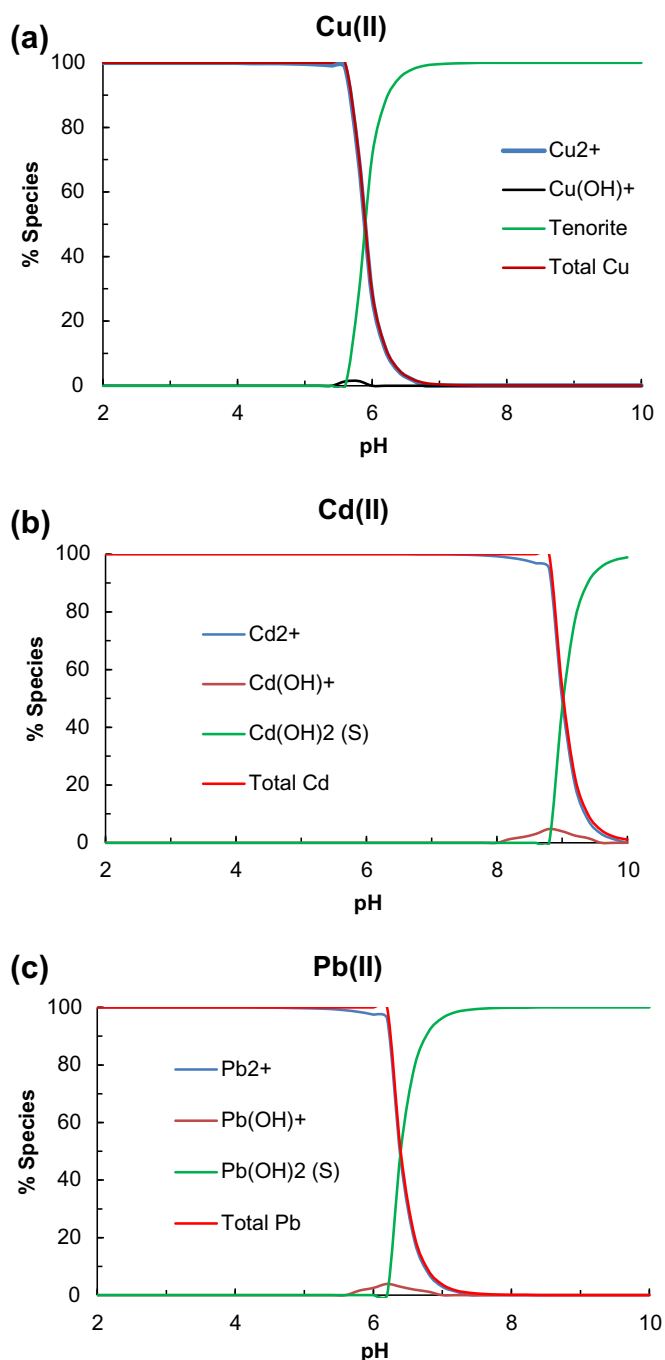 (a)
Cu(II)
100
80
60
40
20
0
% Species
Cu2+
Cu(OH)+
Tenorite
Total Cu
2 4 6 8 10
pH
(b)
Cd(II)
100
80
60
40
20
0
% Species
Cd2+
Cd(OH)+
Cd(OH)2 (S)
Total Cd
2 4 6 8 10
pH
(c)
Pb(II)
100
80
60
40
20
0
% Species
Pb2+
Pb(OH)+
Pb(OH)2 (S)
Total Pb
2 4 6 8 10
pH